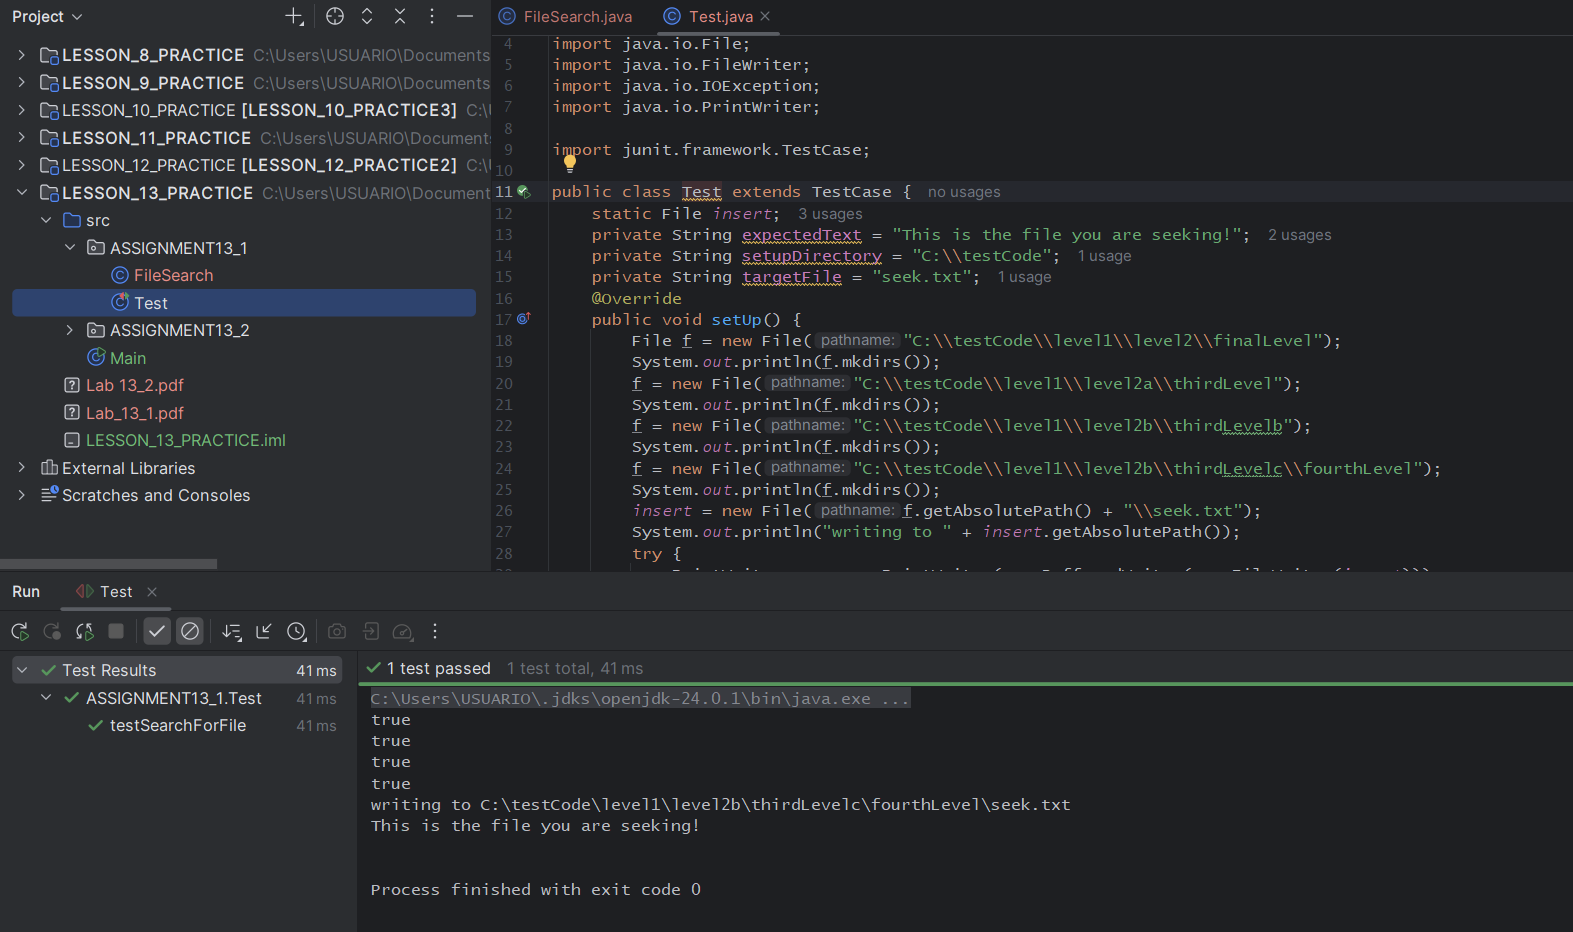 Project
LESSON_8_PRACTICE C:\Users\USUARIO\Documents
LESSON_9_PRACTICE C:\Users\USUARIO\Documents
LESSON_10_PRACTICE [LESSON_10_PRACTICE3] C:\
LESSON_11_PRACTICE C:\Users\USUARIO\Document
LESSON_12_PRACTICE [LESSON_12_PRACTICE2] C:\
LESSON_13_PRACTICE C:\Users\USUARIO\Document
src
ASSIGNMENT13_1
FileSearch
Test
ASSIGNMENT13_2
Main
Lab 13_2.pdf
Lab_13_1.pdf
LESSON_13_PRACTICE.iml
External Libraries
Scratches and Consoles
FileSearch.java Test.java
4 import java.io.File;
5 import java.io.FileWriter;
6 import java.io.IOException;
7 import java.io.PrintWriter;
8
9 import junit.framework.TestCase;
10
11 public class Test extends TestCase { no usages
12 static File insert; 3 usages
13 private String expectedText = "This is the file you are seeking!"; 2 usages
14 private String setupDirectory = "C:\\testCode"; 1 usage
15 private String targetFile = "seek.txt"; 1 usage
16 @Override
17 public void setUp() {
18 File f = new File( pathname: "C:\\testCode\\level1\\level2\\finalLevel");
19 System.out.println(f.mkdirs());
20 f = new File( pathname: "C:\\testCode\\level1\\level2a\\thirdLevel");
21 System.out.println(f.mkdirs());
22 f = new File( pathname: "C:\\testCode\\level1\\level2b\\thirdLevelb");
23 System.out.println(f.mkdirs());
24 f = new File( pathname: "C:\\testCode\\level1\\level2b\\thirdLevelc\\fourthLevel");
25 System.out.println(f.mkdirs());
26 insert = new File( pathname: f.getAbsolutePath() + "\\seek.txt");
27 System.out.println("writing to " + insert.getAbsolutePath());
28 try {
Run Test
Test Results 41 ms
ASSIGNMENT13_1.Test 41 ms
testSearchForFile 41 ms
1 test passed 1 test total, 41 ms
C:\Users\USUARIO\.jdks\openjdk-24.0.1\bin\java.exe ...
true
true
true
true
writing to C:\testCode\level1\level2b\thirdLevelc\fourthLevel\seek.txt
This is the file you are seeking!
Process finished with exit code 0